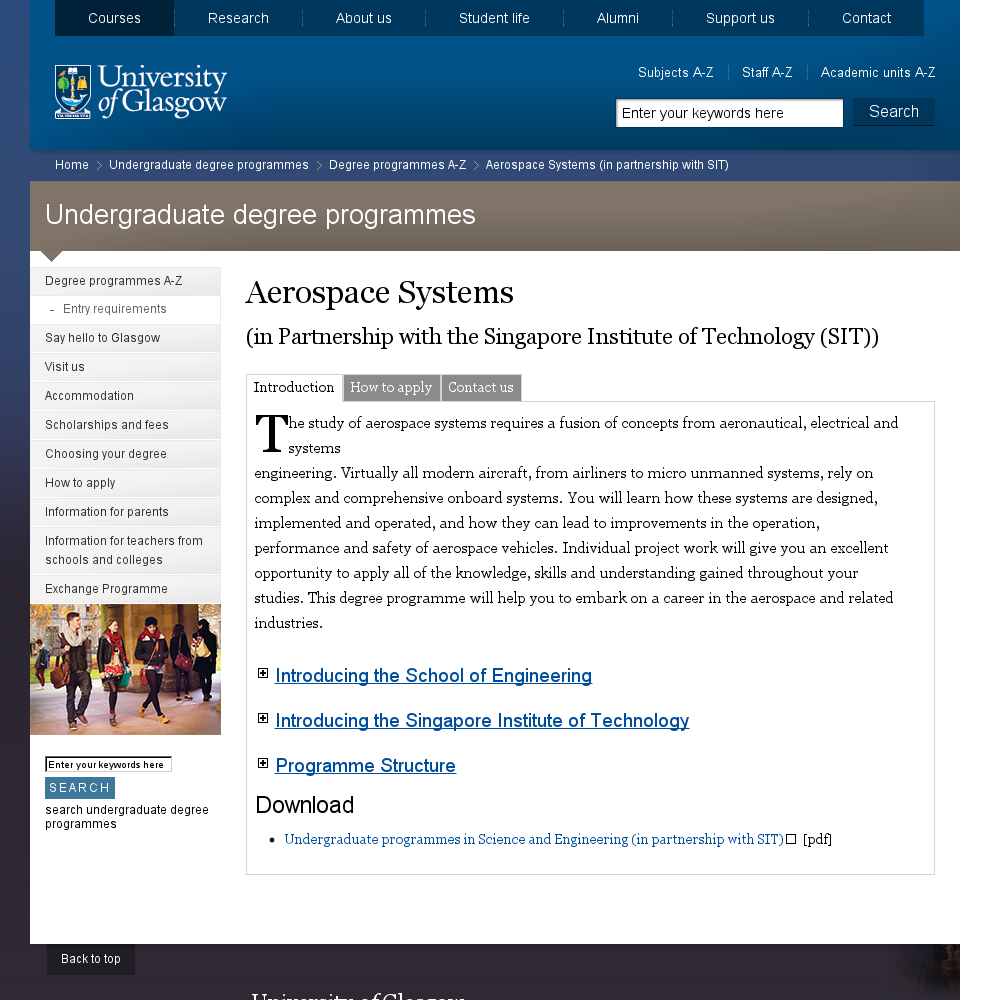 Courses Research About us Student life Alumni Support us Contact
Subjects A-Z Staff A-Z Academic units A-Z
University
of Glasgow
Enter your keywords here Search
Home Undergraduate degree programmes Degree programmes A-Z Aerospace Systems (in partnership with SIT)
Undergraduate degree programmes
Degree programmes A-Z
- Entry requirements
Say hello to Glasgow
Visit us
Accommodation
Scholarships and fees
Choosing your degree
How to apply
Information for parents
Information for teachers from
schools and colleges
Exchange Programme
Enter your keywords here
SEARCH
search undergraduate degree
programmes
Aerospace Systems
(in Partnership with the Singapore Institute of Technology (SIT))
Introduction How to apply Contact us
The study of aerospace systems requires a fusion of concepts from aeronautical, electrical and
systems
engineering. Virtually all modern aircraft, from airliners to micro unmanned systems, rely on
complex and comprehensive onboard systems. You will learn how these systems are designed,
implemented and operated, and how they can lead to improvements in the operation,
performance and safety of aerospace vehicles. Individual project work will give you an excellent
opportunity to apply all of the knowledge, skills and understanding gained throughout your
studies. This degree programme will help you to embark on a career in the aerospace and related
industries.
Introducing the School of Engineering
Introducing the Singapore Institute of Technology
Programme Structure
Download
• Undergraduate programmes in Science and Engineering (in partnership with SIT) [pdf]
Back to top
University of Glasgow